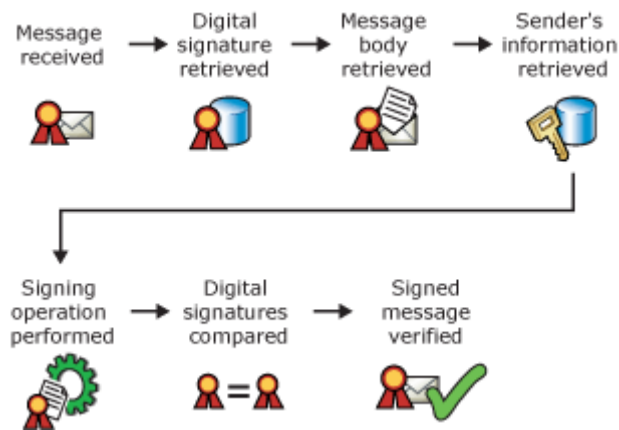 Message
received
Digital
signature
retrieved
Message
body
retrieved
Sender's
information
retrieved
Signing
operation
performed
Digital
signatures
compared
Signed
message
verified